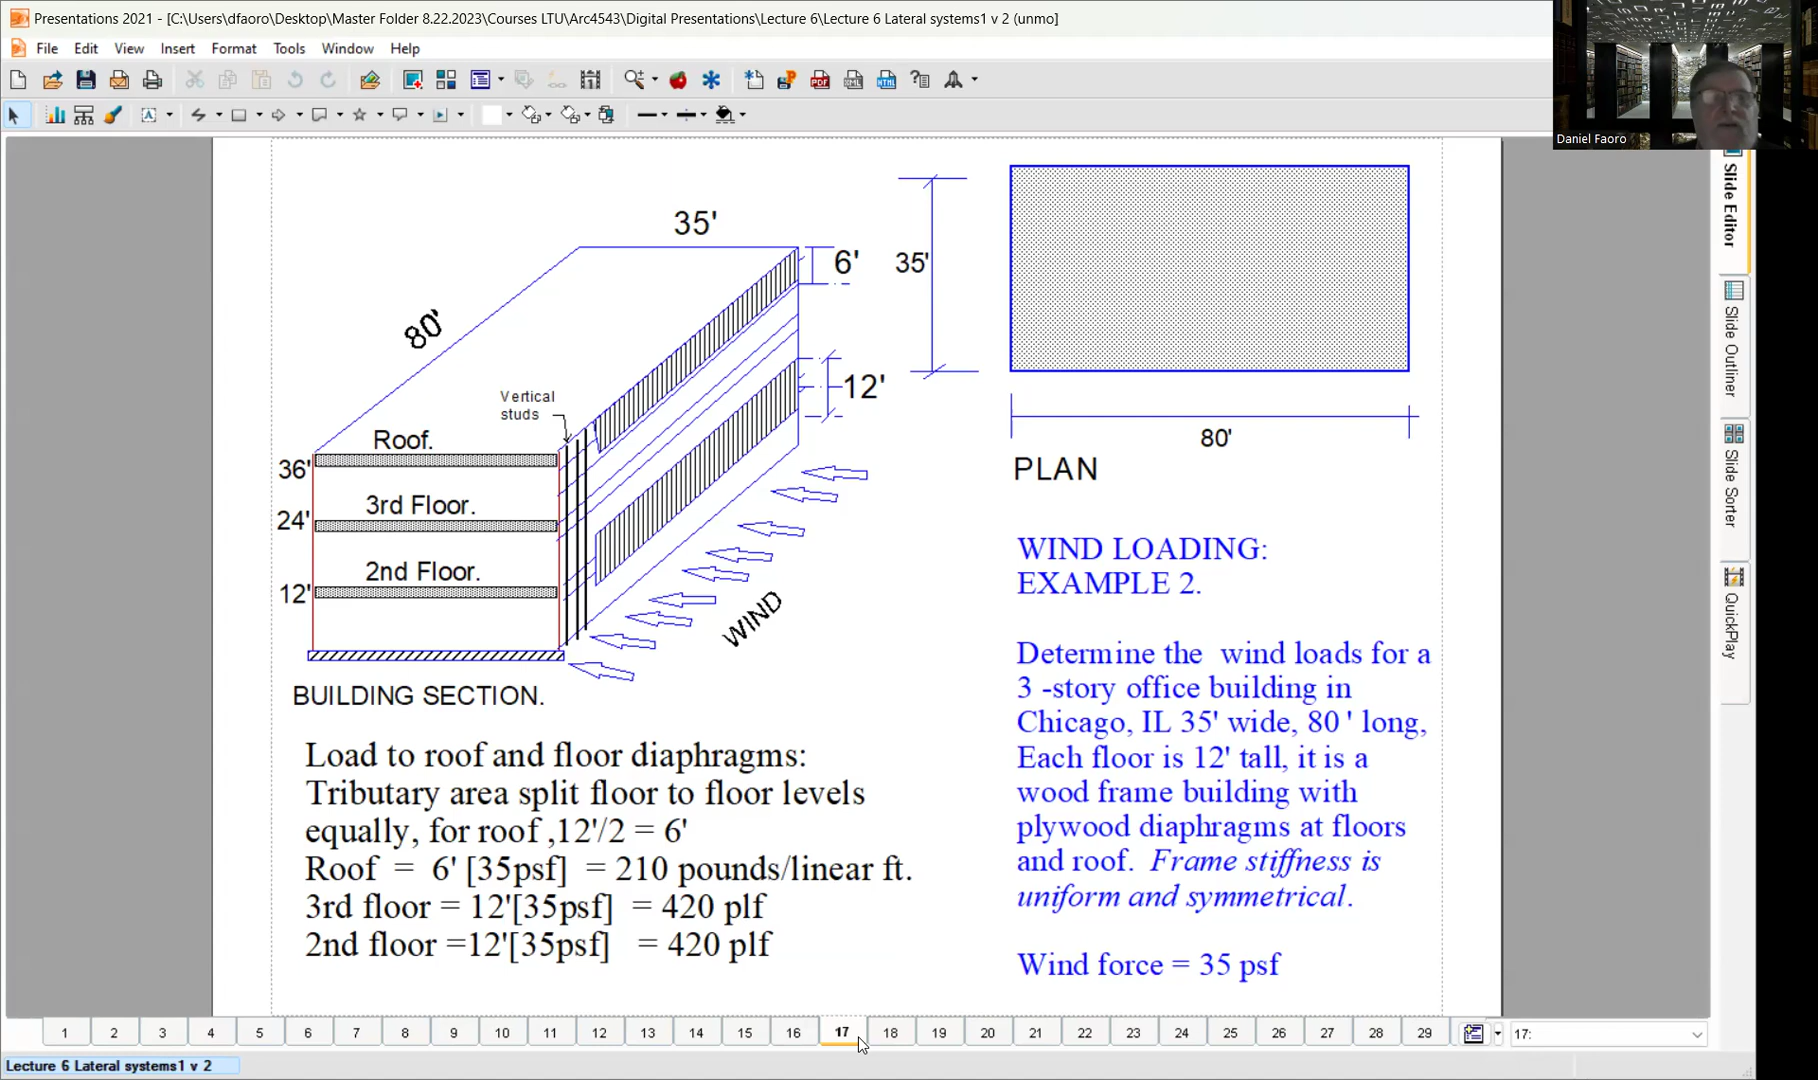 Presentations 2021 - [C:\Users\dfaoro\Desktop\Master Folder 8.22.2023\Courses LTU\Arc4543\Digital Presentations\Lecture 6\Lecture 6 Lateral systems1 v 2 (unmo)
File Edit View Insert Format Tools Window Help
Daniel Faoro
Slide Editor
Slide Outliner
Slide Sorter
QuickPlay
35'
6'
80'
12'
Vertical
studs
Roof.
36'
3rd Floor.
24'
2nd Floor.
12'
WIND
BUILDING SECTION.
Load to roof and floor diaphragms:
Tributary area split floor to floor levels
equally, for roof ,12'/2 = 6'
Roof = 6' [35psf] = 210 pounds/linear ft.
3rd floor = 12'[35psf] = 420 plf
2nd floor =12'[35psf] = 420 plf
35'
80'
PLAN
WIND LOADING:
EXAMPLE 2.
Determine the wind loads for a
3 -story office building in
Chicago, IL 35' wide, 80 ' long,
Each floor is 12' tall, it is a
wood frame building with
plywood diaphragms at floors
and roof. Frame stiffness is
uniform and symmetrical.
Wind force = 35 psf
1 2 3 4 5 6 7 8 9 10 11 12 13 14 15 16 17 18 19 20 21 22 23 24 25 26 27 28 29 17:
Lecture 6 Lateral systems1 v 2